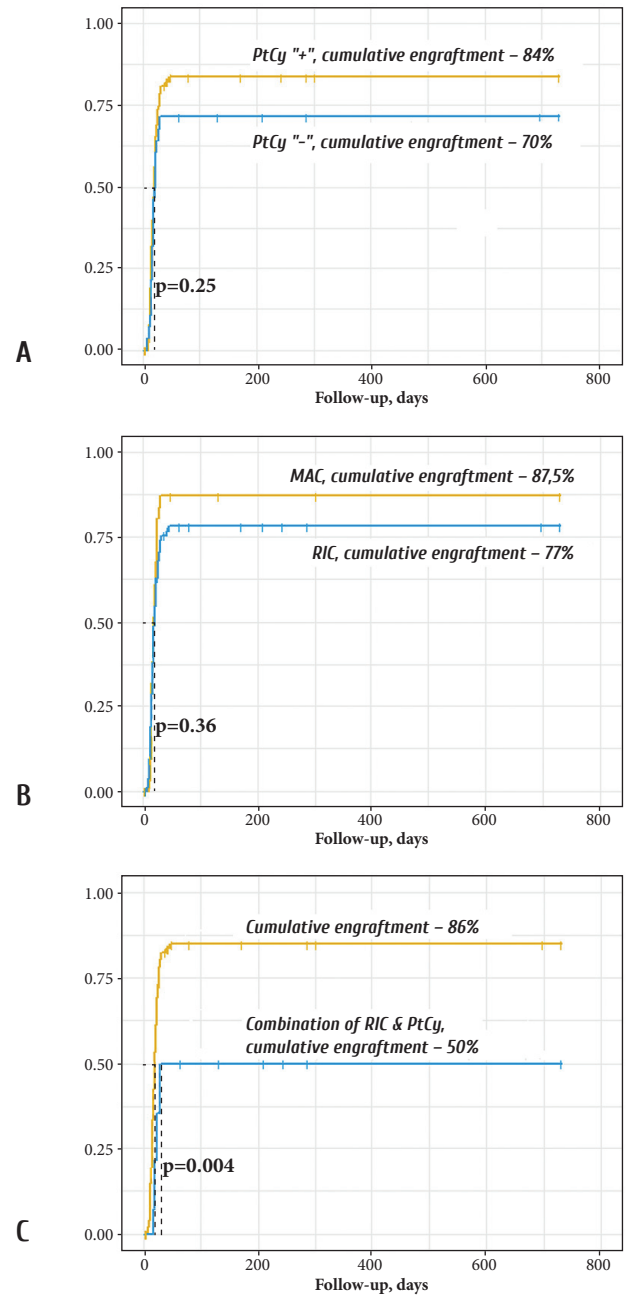 1.00
PtCy "+", cumulative engraftment – 84%
0.75
PtCy "-", cumulative engraftment – 70%
0.50
0.25
p=0.25
A
0.00
0 200 400 600 800
Follow-up, days
1.00
MAC, cumulative engraftment – 87,5%
0.75
RIC, cumulative engraftment – 77%
0.50
0.25
p=0.36
B
0.00
0 200 400 600 800
Follow-up, days
1.00
Cumulative engraftment – 86%
0.75
Combination of RIC & PtCy,
cumulative engraftment – 50%
0.50
0.25
p=0.004
C
0.00
0 200 400 600 800
Follow-up, days